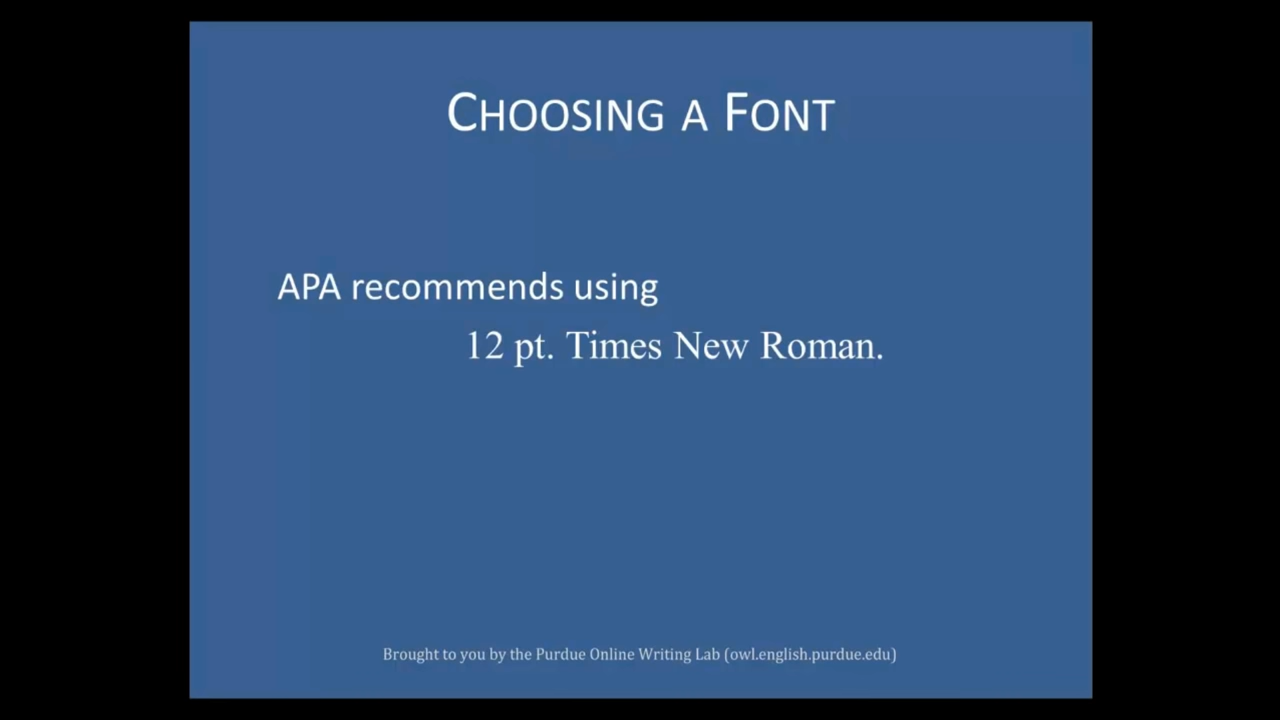 CHOOSING A FONT
APA recommends using
12 pt. Times New Roman.
Brought to you by the Purdue Online Writing Lab (owl.english.purdue.edu)